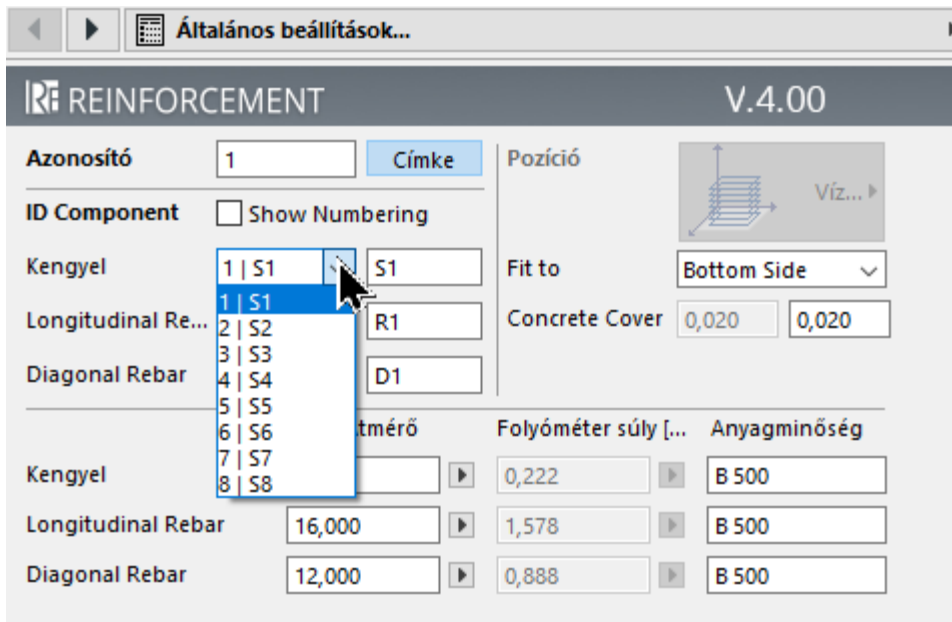 Általános beállítások...
REINFORCEMENT V.4.00
Azonosító 1 Címke Pozíció
Víz...
ID Component Show Numbering
Kengyel 1 | S1 S1 Fit to Bottom Side
1 | S1
2 | S2
3 | S3
4 | S4
5 | S5
6 | S6
7 | S7
8 | S8
Longitudinal Re... R1 Concrete Cover 0,020 0,020
Diagonal Rebar D1
Folyóméter súly [... Anyagminőség
Kengyel 0,222 B 500
Longitudinal Rebar 16,000 1,578 B 500
Diagonal Rebar 12,000 0,888 B 500